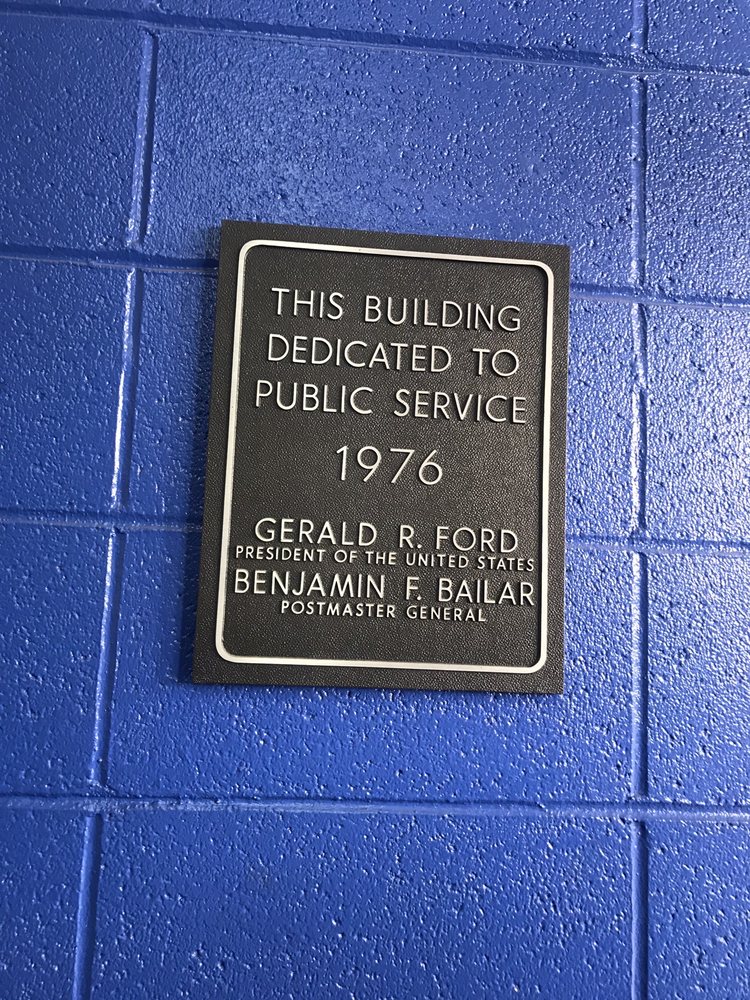 THIS BUILDING
DEDICATED TO
PUBLIC SERVICE
1976
GERALD R. FORD
PRESIDENT OF THE UNITED STATES
BENJAMIN F. BAILAR
POSTMASTER GENERAL